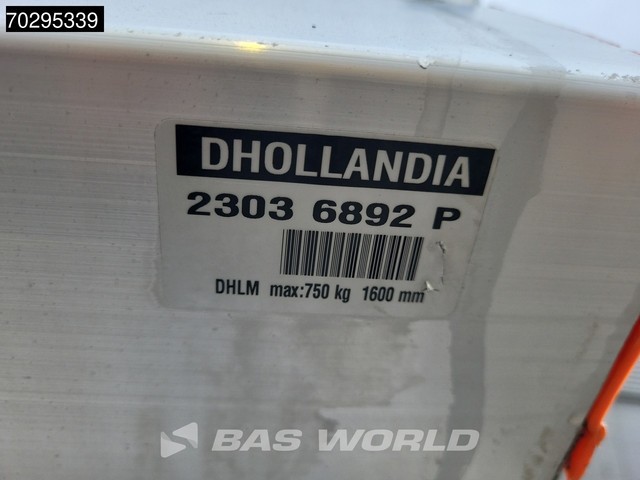 70295339
DHOLLANDIA
2303 6892 P
DHLM max:750 kg 1600 mm
BAS WORLD